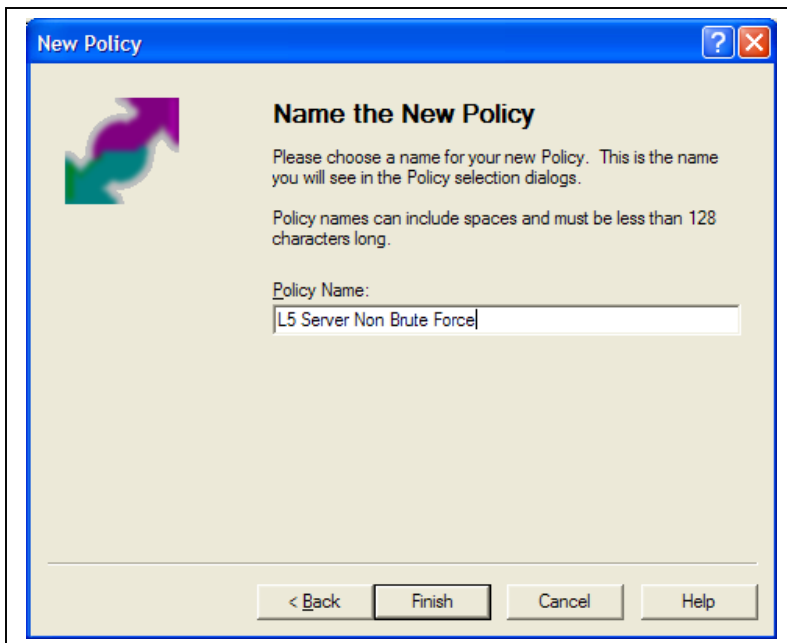 New Policy
Name the New Policy
Please choose a name for your new Policy. This is the name
you will see in the Policy selection dialogs.
Policy names can include spaces and must be less than 128
characters long.
Policy Name:
L5 Server Non Brute Force
< Back
Finish
Cancel
Help